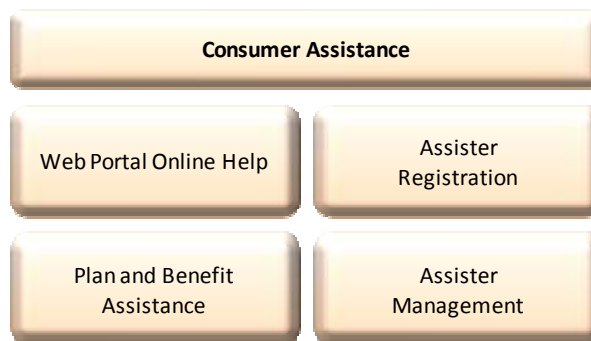 Consumer Assistance
Web Portal Online Help
Assister
Registration
Plan and Benefit
Assistance
Assister
Management